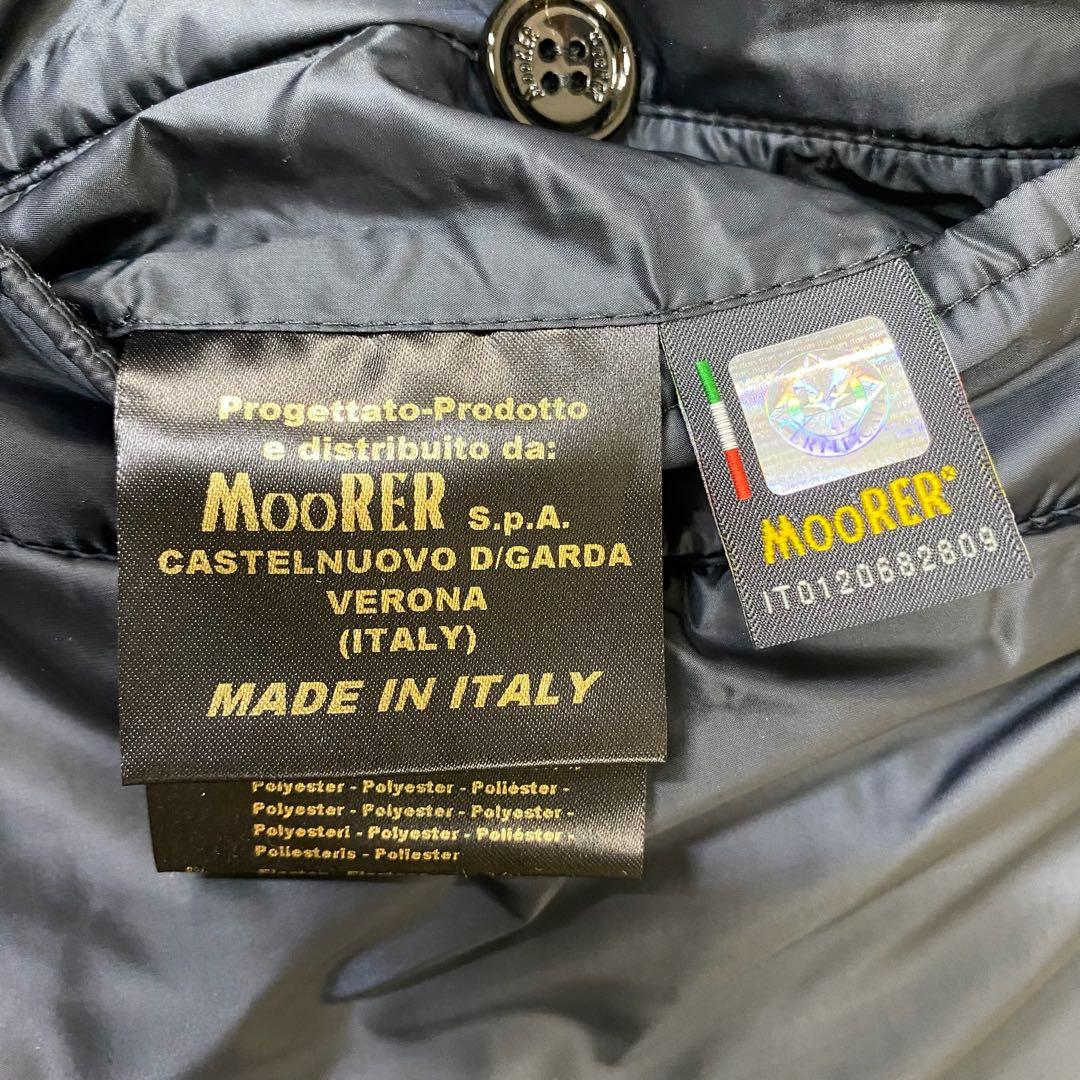 MOORER
Progettato-Prodotto
e distribuito da:
MOORER S.p.A.
CASTELNUOVO D/GARDA
VERONA
(ITALY)
MADE IN ITALY
MOORER®
IT0120682809
Polyester - Polyester - Poliéster -
Polyester - Polyester - Polyester -
Polyesteri - Polyester - Poliéster -
Poliesteris - Poliester